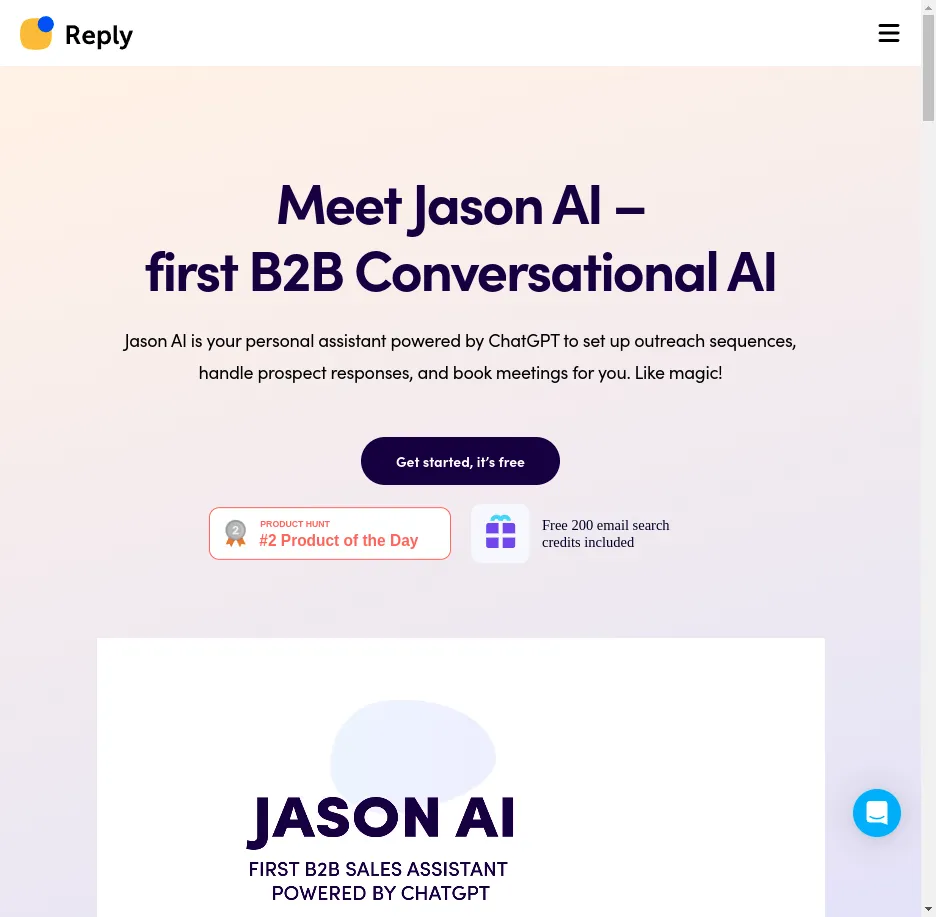 Reply
Meet Jason AI –
first B2B Conversational AI
Jason AI is your personal assistant powered by ChatGPT to set up outreach sequences,
handle prospect responses, and book meetings for you. Like magic!
Get started, it’s free
2
PRODUCT HUNT
#2 Product of the Day
Free 200 email search
credits included
JASON AI
FIRST B2B SALES ASSISTANT
POWERED BY CHATGPT